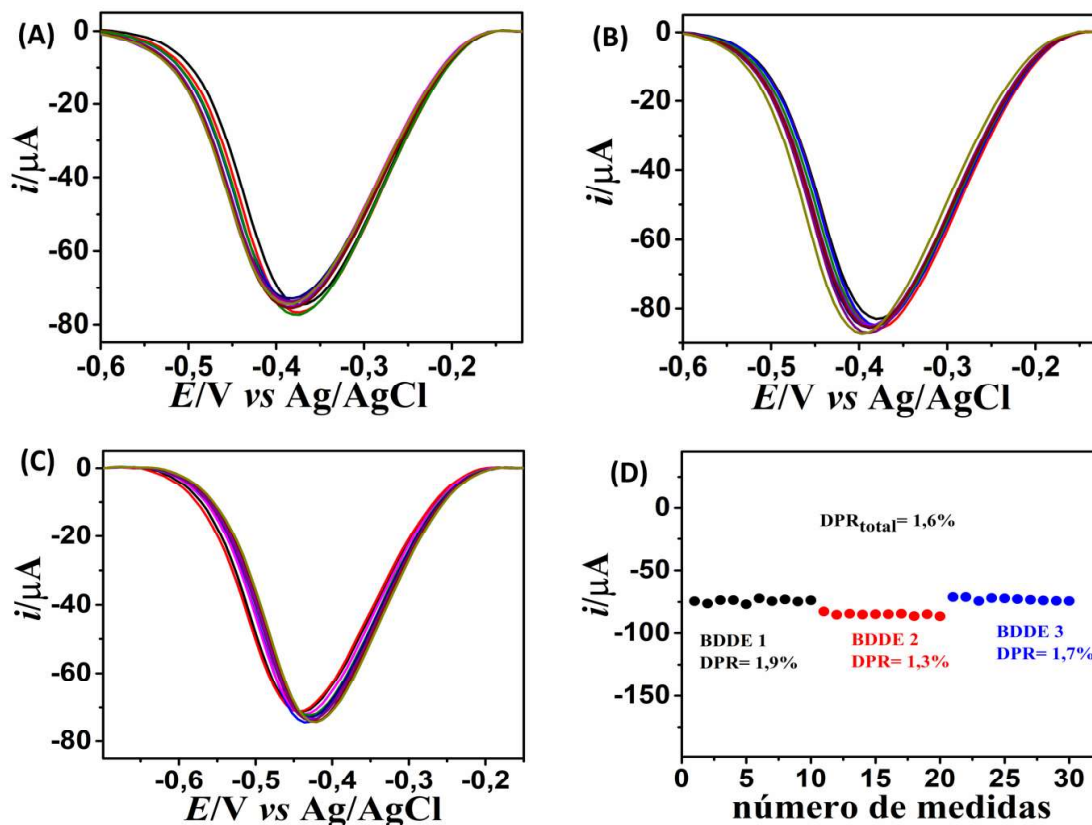 (A)
0
-20
-40
-60
-80
i/µA
-0,6 -0,5 -0,4 -0,3 -0,2
E/V vs Ag/AgCl
(B)
0
-20
-40
-60
-80
i/µA
-0,6 -0,5 -0,4 -0,3 -0,2
E/V vs Ag/AgCl
(C)
0
-20
-40
-60
-80
i/µA
-0,6 -0,5 -0,4 -0,3 -0,2
E/V vs Ag/AgCl
(D)
0
-50
-100
-150
i/µA
DPRtotal= 1,6%
BDDE 1
DPR= 1,9%
BDDE 2
DPR= 1,3%
BDDE 3
DPR= 1,7%
0 5 10 15 20 25 30
número de medidas